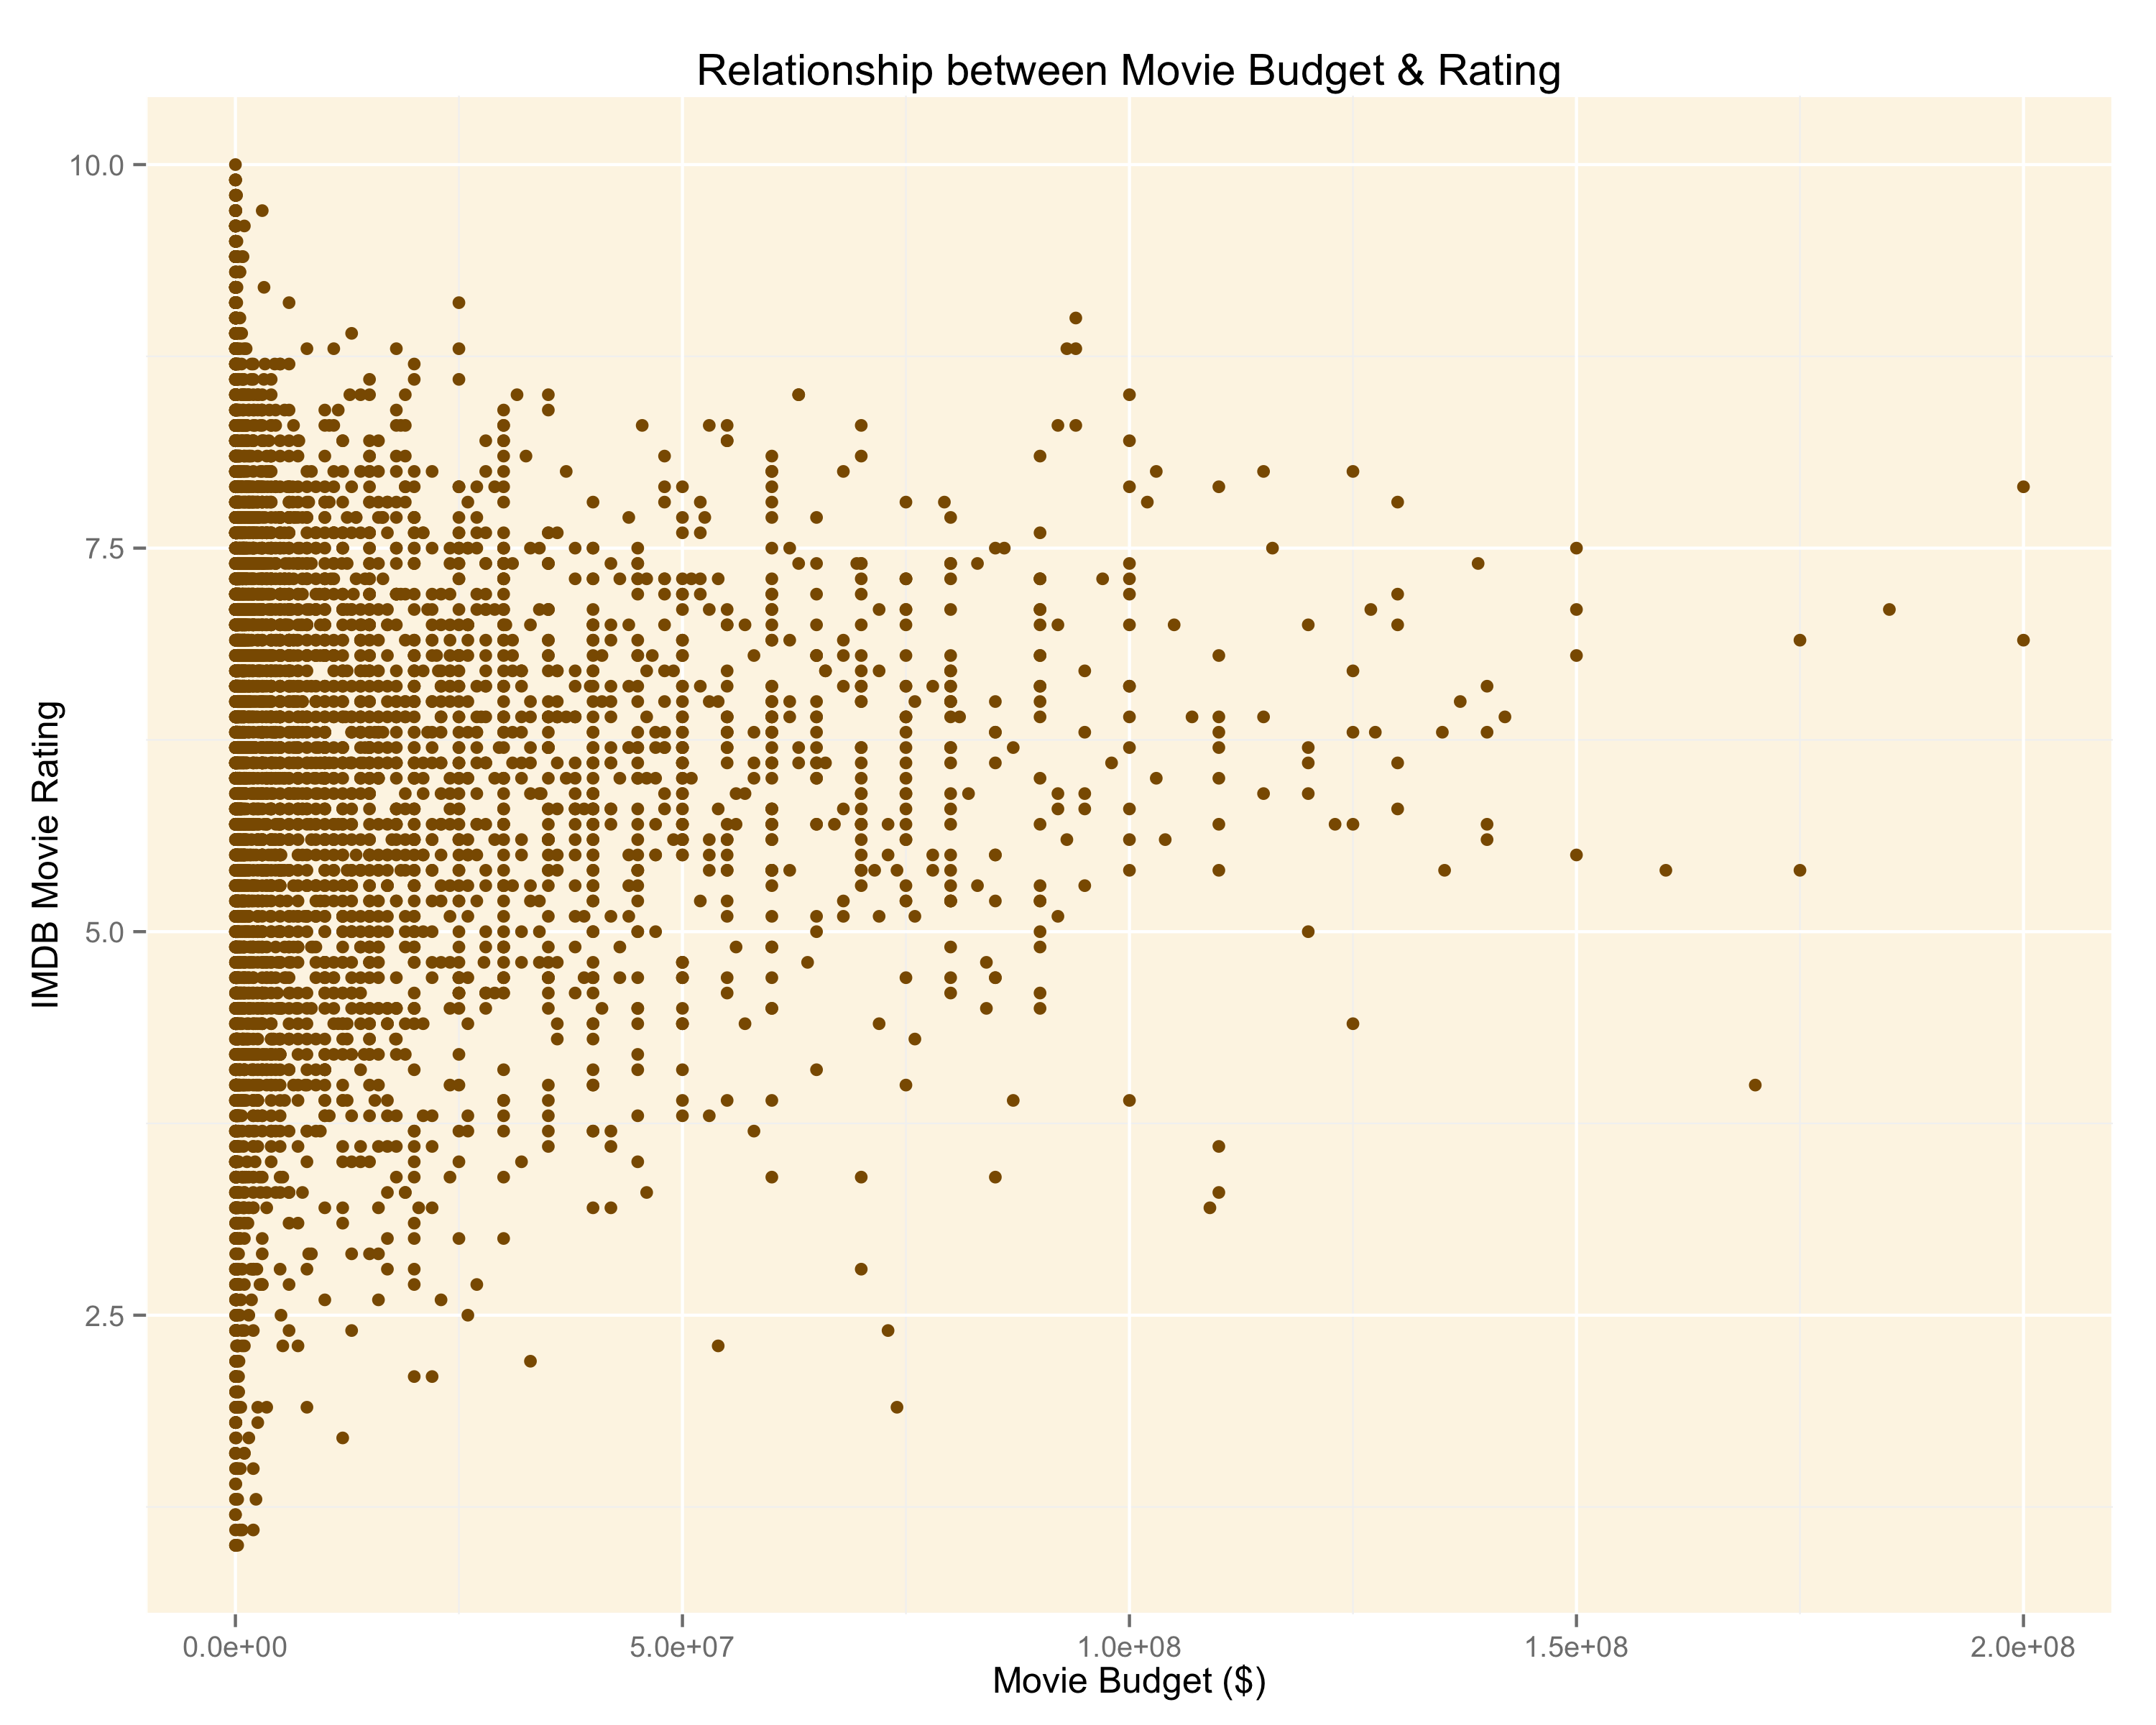 Relationship between Movie Budget & Rating
IMDB Movie Rating
10.0
7.5
5.0
2.5
0.0e+00 5.0e+07 1.0e+08 1.5e+08 2.0e+08
Movie Budget ($)